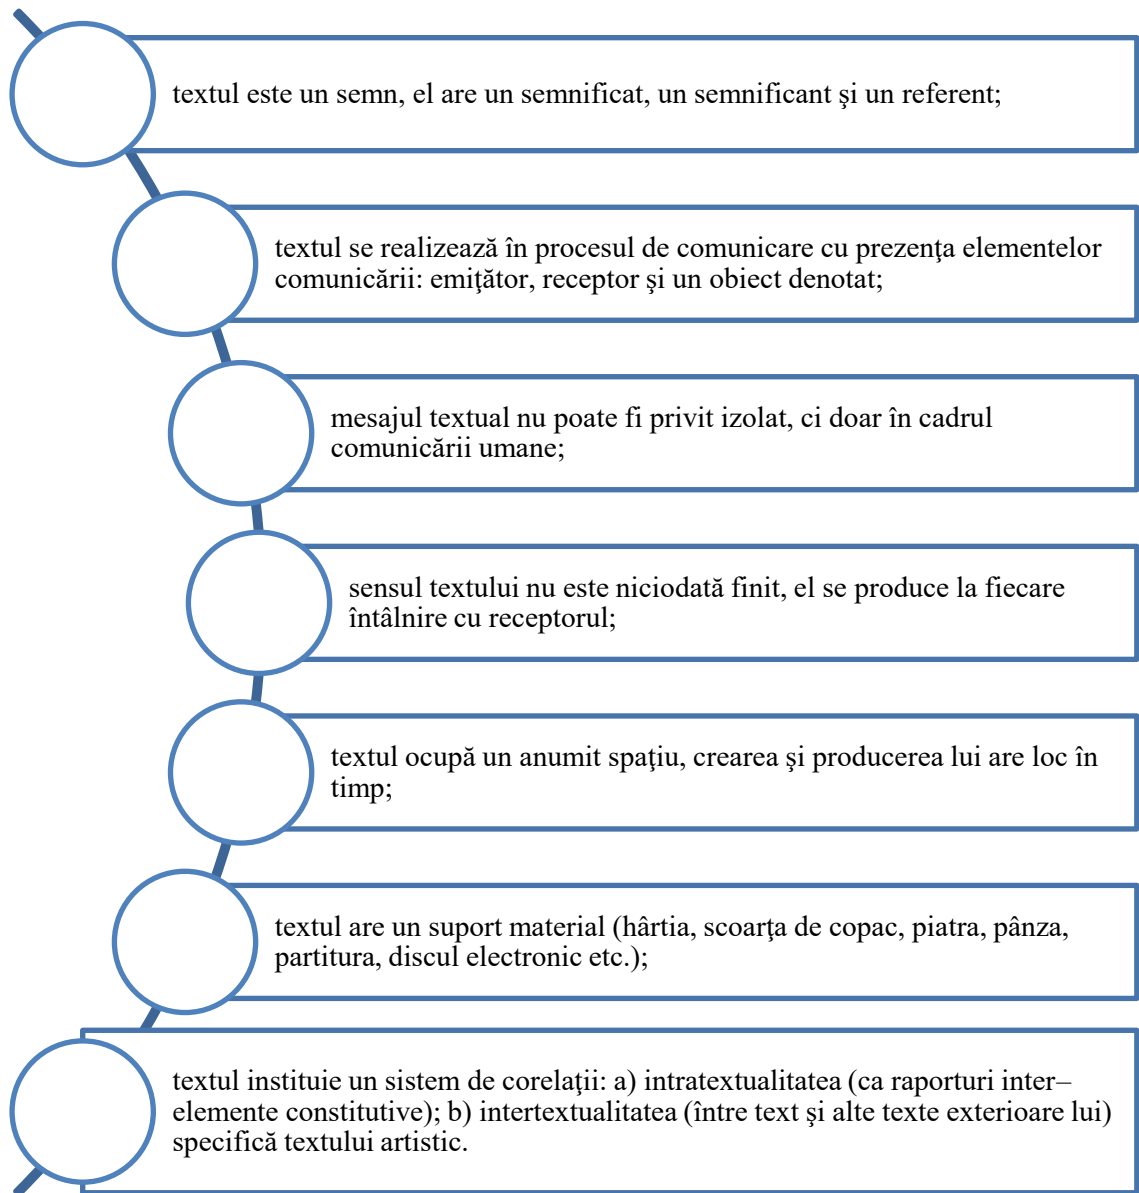 textul este un semn, el are un semnificat, un semnificant şi un referent;
textul se realizează în procesul de comunicare cu prezenţa elementelor
comunicării: emiţător, receptor şi un obiect denotat;
mesajul textual nu poate fi privit izolat, ci doar în cadrul
comunicării umane;
sensul textului nu este niciodată finit, el se produce la fiecare
întâlnire cu receptorul;
textul ocupă un anumit spaţiu, crearea şi producerea lui are loc în
timp;
textul are un suport material (hârtia, scoarţa de copac, piatra, pânza,
partitura, discul electronic etc.);
textul instituie un sistem de corelaţii: a) intratextualitatea (ca raporturi inter–
elemente constitutive); b) intertextualitatea (între text şi alte texte exterioare lui)
specifică textului artistic.